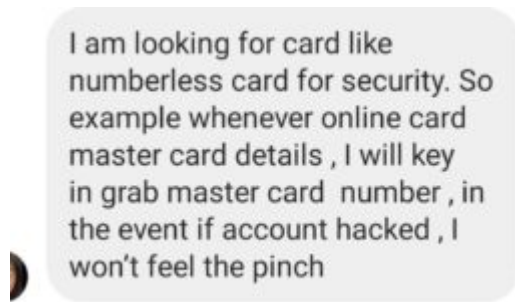 I am looking for card like
numberless card for security. So
example whenever online card
master card details , I will key
in grab master card  number , in
the event if account hacked , I
won't feel the pinch